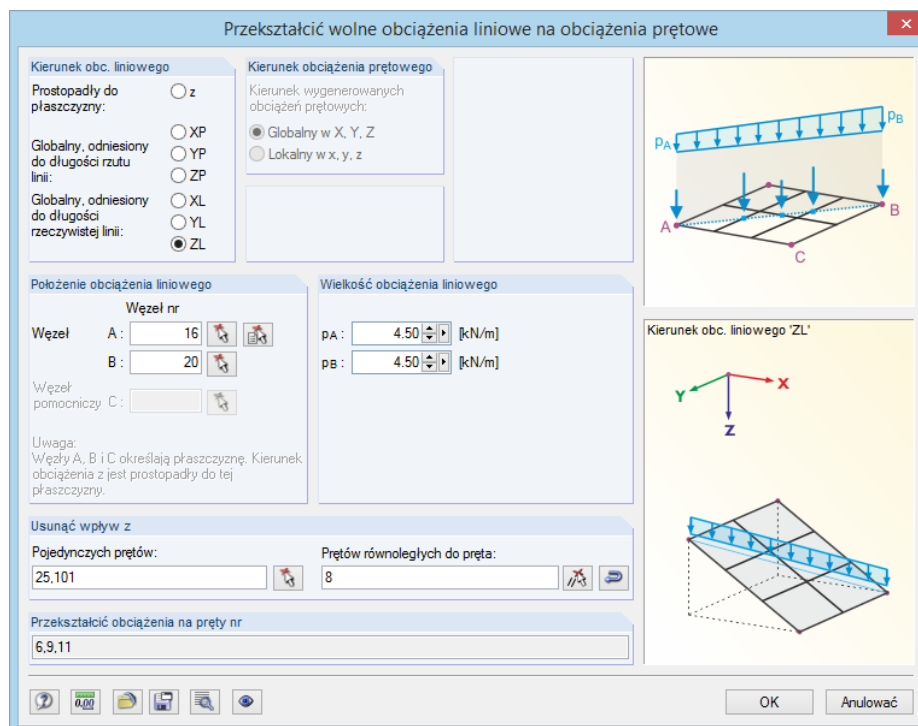 Przekształcić wolne obciążenia liniowe na obciążenia prętowe
Kierunek obc. liniowego
Prostopadły do
płaszczyzny:
z
Globalny, odniesiony
do długości rzutu
linii:
XP
YP
ZP
Globalny, odniesiony
do długości
rzeczywistej linii:
XL
YL
ZL
Kierunek obciążenia prętowego
Kierunek wygenerowanych
obciążeń prętowych:
Globalny w X, Y, Z
Lokalny w x, y, z
pA
pB
A
B
C
Położenie obciążenia liniowego
Węzeł nr
Węzeł A : 16
B : 20
Węzeł
pomocniczy C :
Uwaga:
Węzły A, B i C określają płaszczyznę. Kierunek
obciążenia z jest prostopadły do tej
płaszczyzny.
Wielkość obciążenia liniowego
pA : 4.50 [kN/m]
pB : 4.50 [kN/m]
Kierunek obc. liniowego 'ZL'
Y
X
Z
Usunąć wpływ z
Pojedynczych prętów:
25,101
Prętów równoległych do pręta:
8
Przekształcić obciążenia na pręty nr
6,9,11
0.00
OK
Anulować